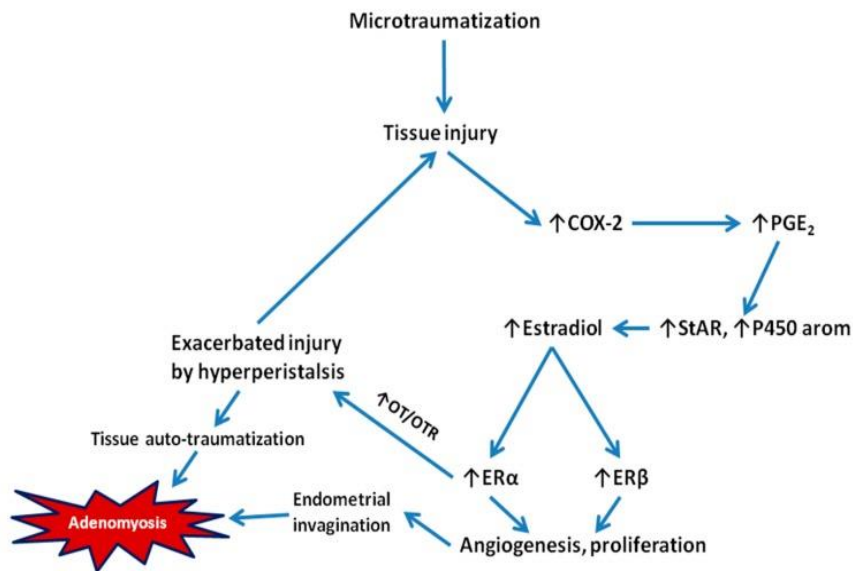 Microtraumatization
Tissue injury
↑COX-2
↑PGE₂
↑Estradiol
↑StAR, ↑P450 arom
Exacerbated injury
by hyperperistalsis
↑OT/OTR
Tissue auto-traumatization
↑ERα
↑ERβ
Adenomyosis
Endometrial
invagination
Angiogenesis, proliferation